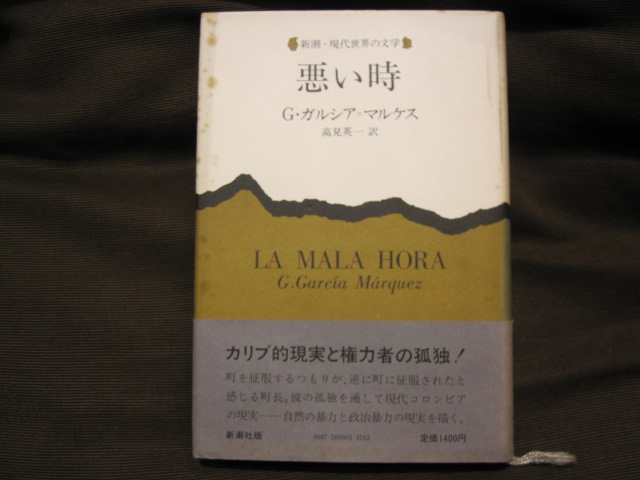 新潮・現代世界の文学
悪い時
G・ガルシア=マルケス
高見英一 訳
LA MALA HORA
G.García Márquez
カリブ的現実と権力者の孤独!
町を征服するつもりが、逆に町に征服されたと
感じる町長。彼の孤独を通して現代コロンビア
の現実——自然の暴力と政治暴力の現実を描く。
新潮社版
定価1400円